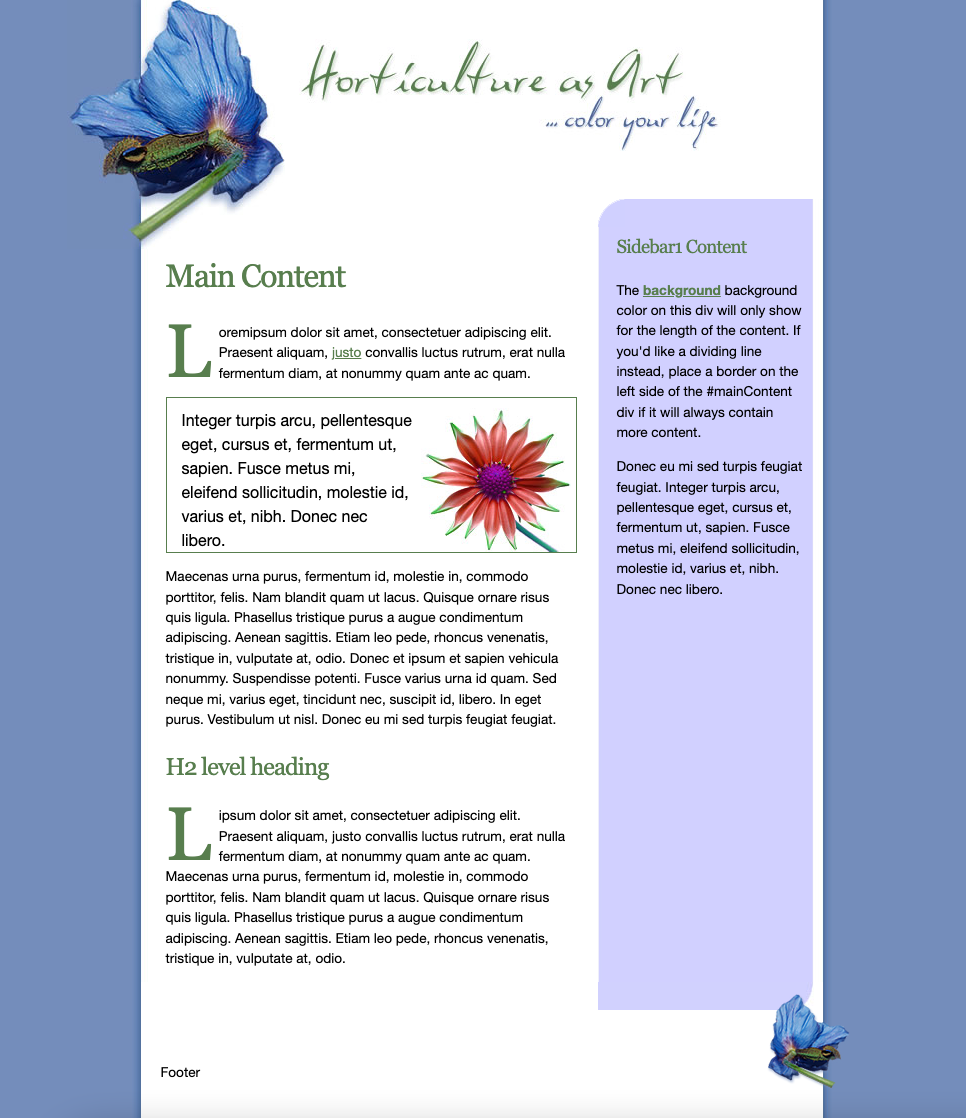 Horticulture as Art
... color your life
Main Content
Loremipsum dolor sit amet, consectetuer adipiscing elit.
Praesent aliquam, justo convallis luctus rutrum, erat nulla
fermentum diam, at nonummy quam ante ac quam.
Integer turpis arcu, pellentesque
eget, cursus et, fermentum ut,
sapien. Fusce metus mi,
eleifend sollicitudin, molestie id,
varius et, nibh. Donec nec
libero.
Maecenas urna purus, fermentum id, molestie in, commodo
porttitor, felis. Nam blandit quam ut lacus. Quisque ornare risus
quis ligula. Phasellus tristique purus a augue condimentum
adipiscing. Aenean sagittis. Etiam leo pede, rhoncus venenatis,
tristique in, vulputate at, odio. Donec et ipsum et sapien vehicula
nonummy. Suspendisse potenti. Fusce varius urna id quam. Sed
neque mi, varius eget, tincidunt nec, suscipit id, libero. In eget
purus. Vestibulum ut nisl. Donec eu mi sed turpis feugiat feugiat.
H2 level heading
L ipsum dolor sit amet, consectetuer adipiscing elit.
Praesent aliquam, justo convallis luctus rutrum, erat nulla
fermentum diam, at nonummy quam ante ac quam.
Maecenas urna purus, fermentum id, molestie in, commodo
porttitor, felis. Nam blandit quam ut lacus. Quisque ornare risus
quis ligula. Phasellus tristique purus a augue condimentum
adipiscing. Aenean sagittis. Etiam leo pede, rhoncus venenatis,
tristique in, vulputate at, odio.
Sidebar1 Content
The background background
color on this div will only show
for the length of the content. If
you'd like a dividing line
instead, place a border on the
left side of the #mainContent
div if it will always contain
more content.
Donec eu mi sed turpis feugiat
feugiat. Integer turpis arcu,
pellentesque eget, cursus et,
fermentum ut, sapien. Fusce
metus mi, eleifend sollicitudin,
molestie id, varius et, nibh.
Donec nec libero.
Footer